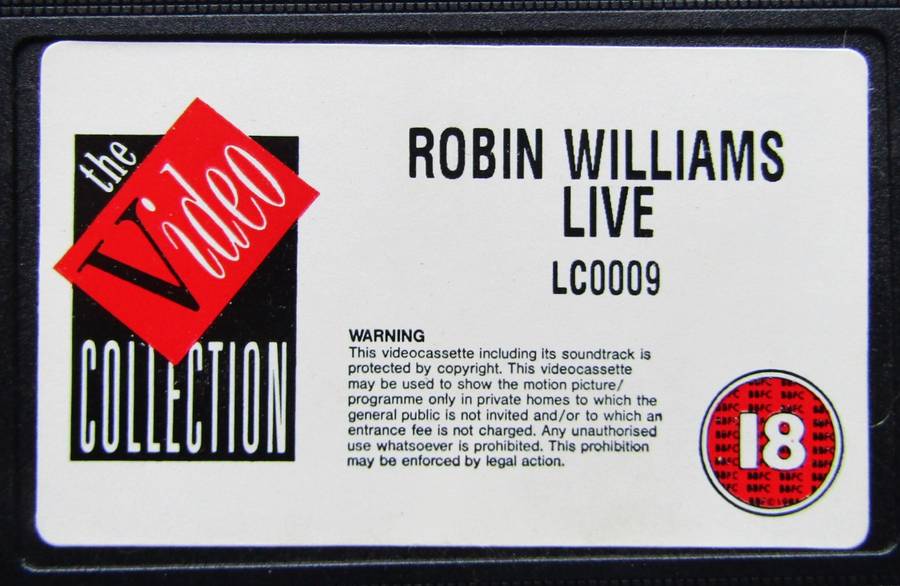 the
Video
COLLECTION
ROBIN WILLIAMS
LIVE
LC0009
WARNING
This videocassette including its soundtrack is
protected by copyright. This videocassette
may be used to show the motion picture/
programme only in private homes to which the
general public is not invited and/or to which an
entrance fee is not charged. Any unauthorised
use whatsoever is prohibited. This prohibition
may be enforced by legal action.
18
BBFC BBFC